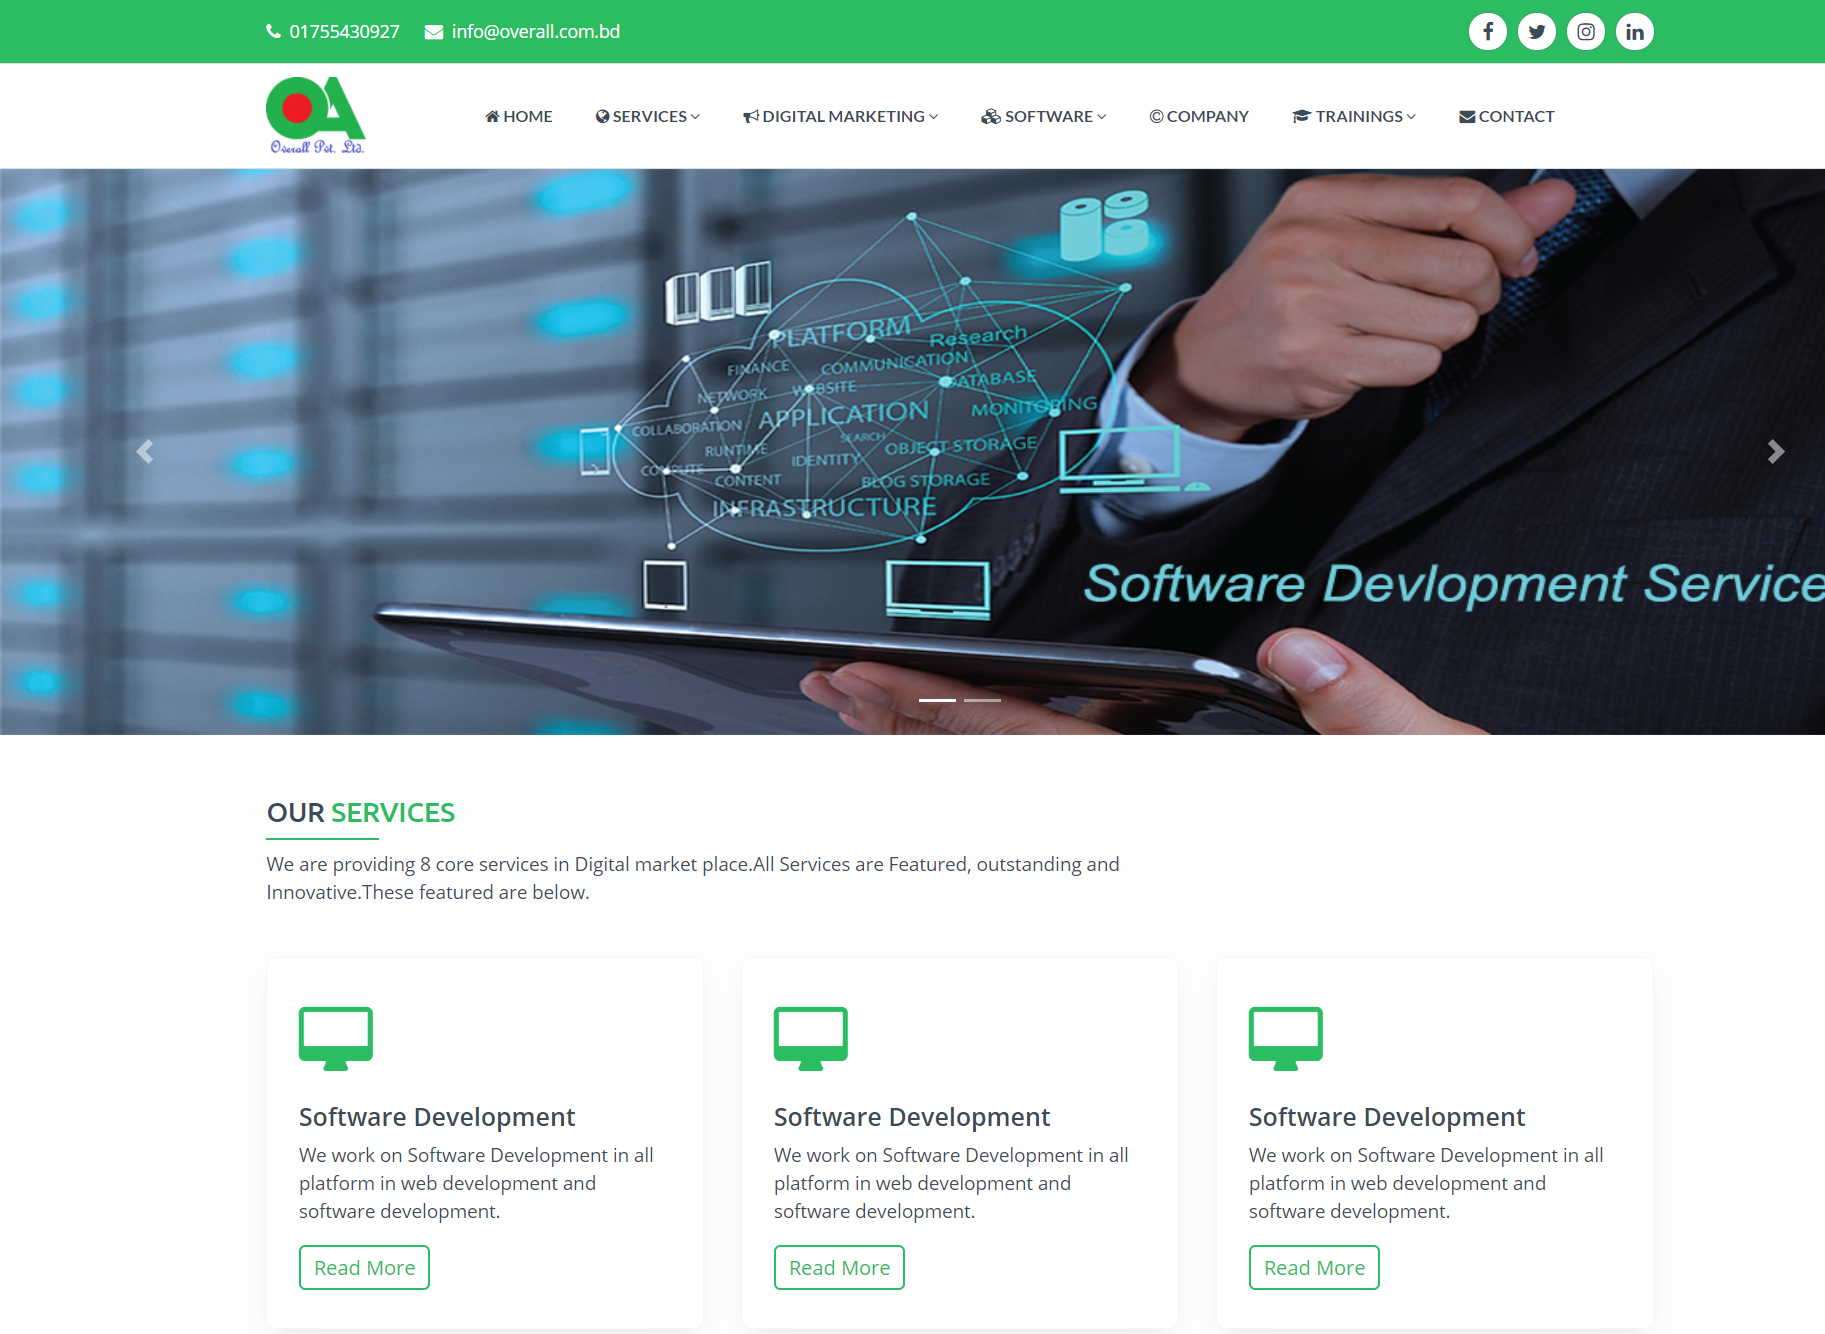 01755430927 info@overall.com.bd
OA
Overall Pvt. Ltd.
HOME SERVICES DIGITAL MARKETING SOFTWARE COMPANY TRAININGS CONTACT
PLATFORM Research
FINANCE COMMUNICATION
NETWORK WEBSITE DATABASE
APPLICATION MONITORING
COLLABORATION SEARCH
RUNTIME IDENTITY OBJECT STORAGE
COMPUTE CONTENT BLOG STORAGE
INFRASTRUCTURE
Software Devlopment Service
OUR SERVICES
We are providing 8 core services in Digital market place.All Services are Featured, outstanding and
Innovative.These featured are below.
Software Development
We work on Software Development in all
platform in web development and
software development.
Read More
Software Development
We work on Software Development in all
platform in web development and
software development.
Read More
Software Development
We work on Software Development in all
platform in web development and
software development.
Read More